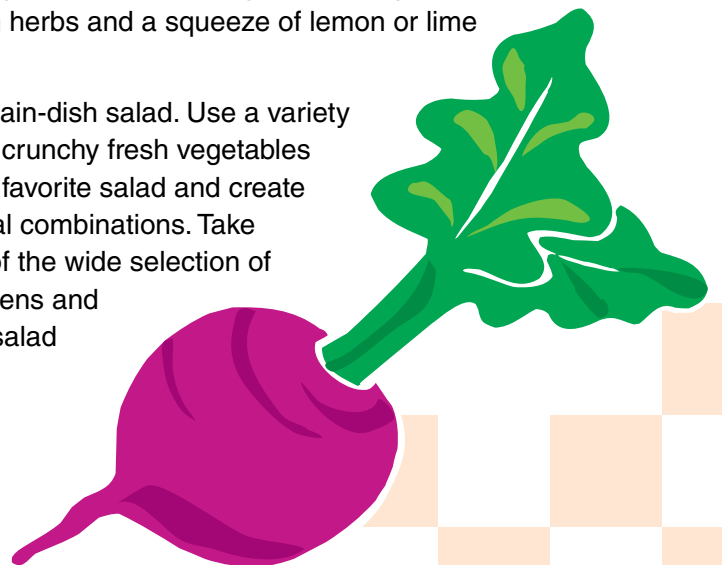 herbs and a squeeze of lemon or lime
ain-dish salad. Use a variety
crunchy fresh vegetables
favorite salad and create
al combinations. Take
of the wide selection of
ens and
salad